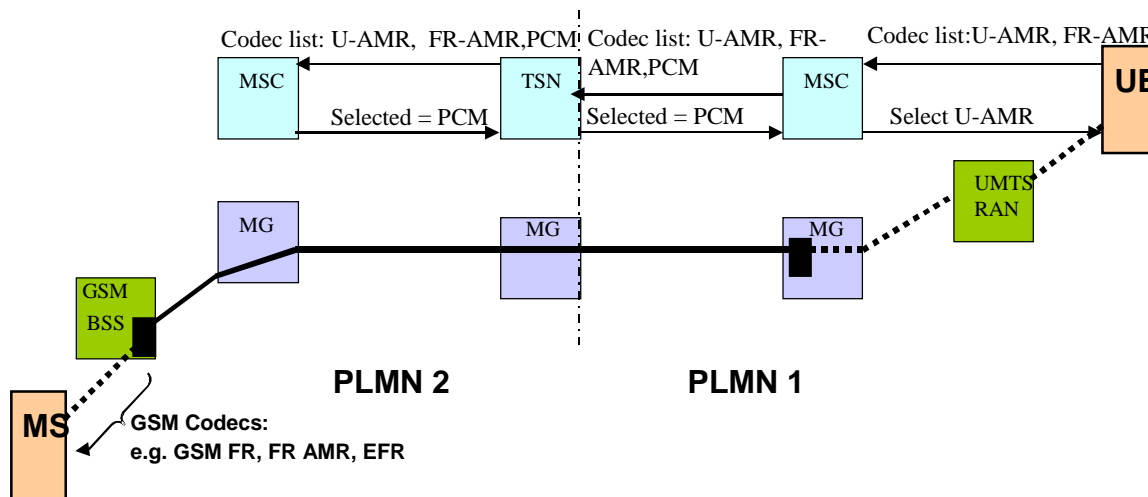 Codec list: U-AMR, FR-AMR,PCM
Codec list: U-AMR, FR-
AMR,PCM
Codec list:U-AMR, FR-AMR
MSC
TSN
MSC
UE
Selected = PCM
Selected = PCM
Select U-AMR
UMTS
RAN
MG
MG
MG
GSM
BSS
PLMN 2
PLMN 1
MS
GSM Codecs:
e.g. GSM FR, FR AMR, EFR